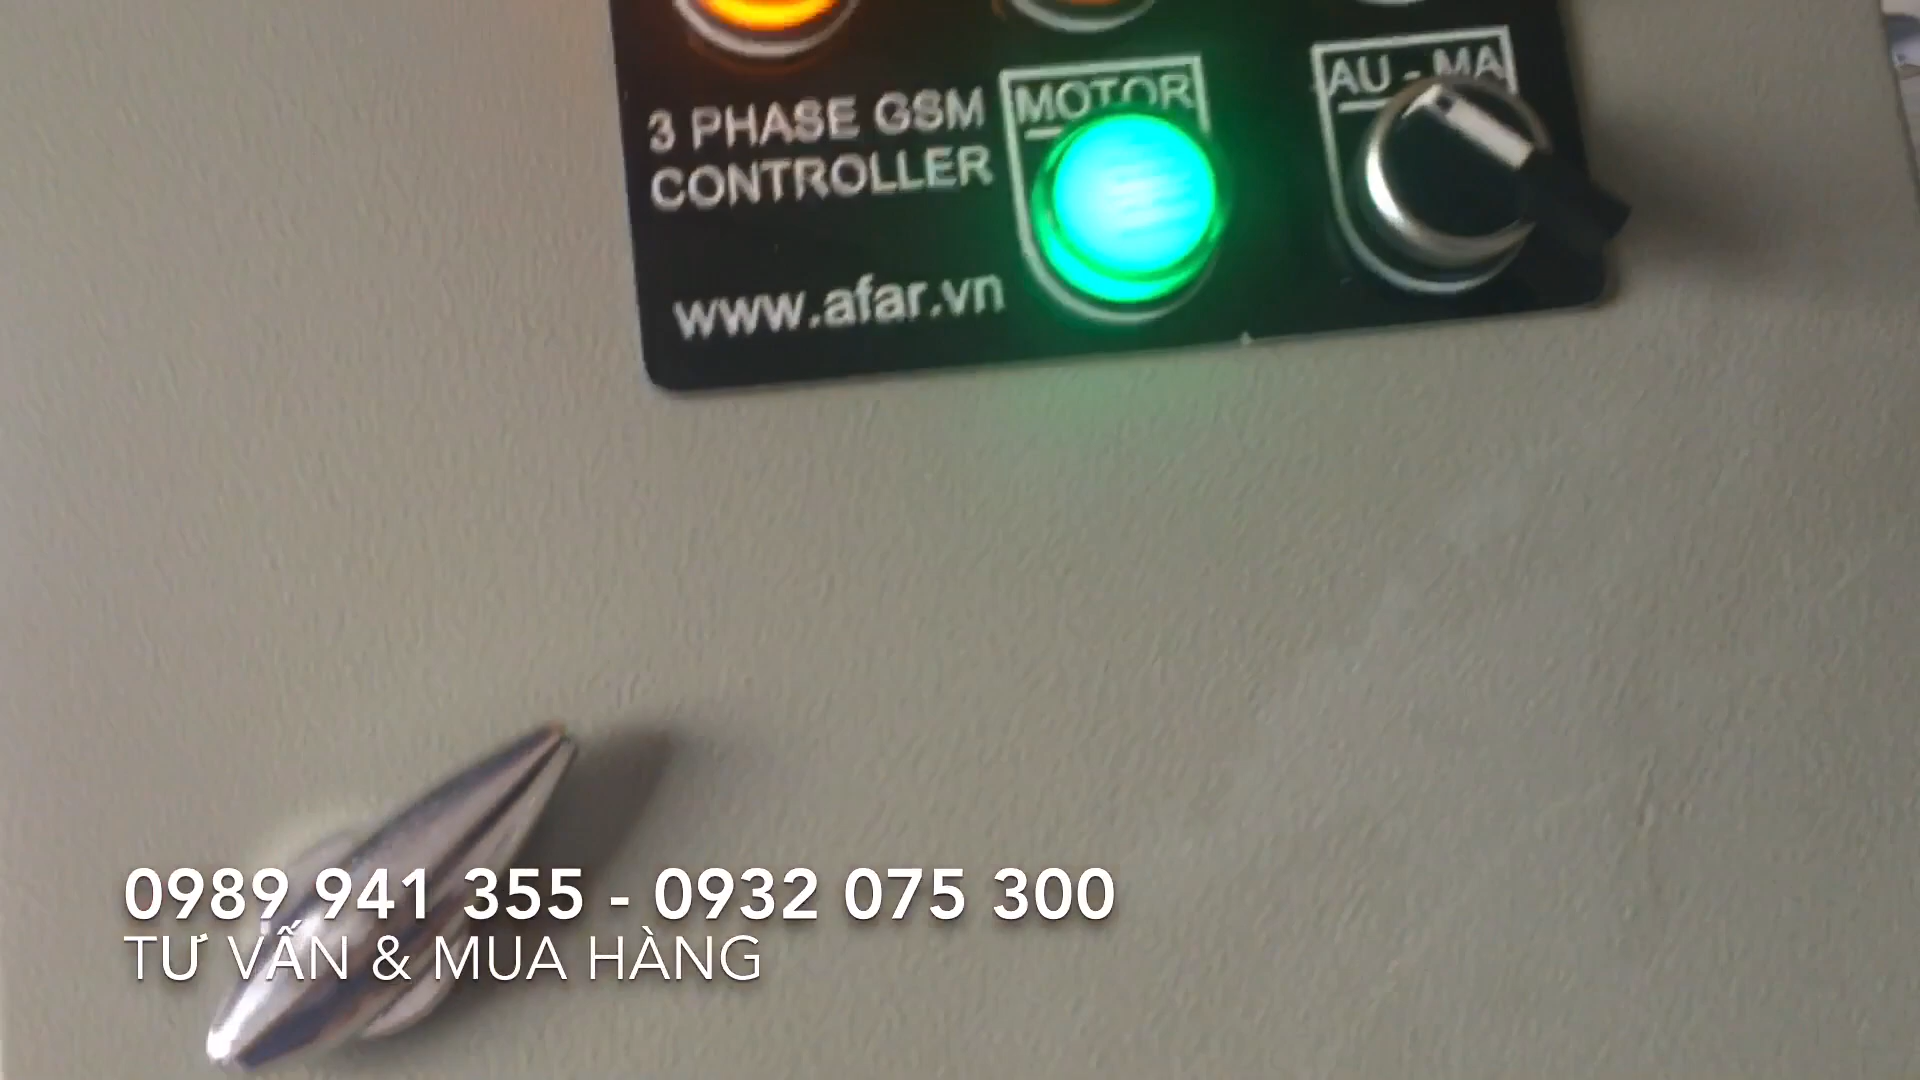 3 PHASE GSM
CONTROLLER
MOTOR
AU - MA
www.afar.vn
0989 941 355 - 0932 075 300
TƯ VẤN & MUA HÀNG